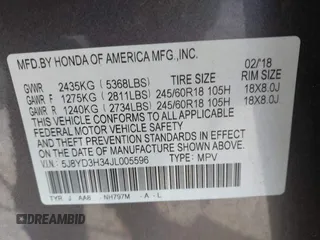 MFD.BY HONDA OF AMERICA MFG.,INC.
GVWR 2435KG (5368LBS) TIRE SIZE 02/18 RIM SIZE
GAWR F 1275KG (2811LBS) 245/60R18 105H 18X8.0J
GAWR R 1240KG (2734LBS) 245/60R18 105H 18X8.0J
THIS VEHICLE CONFORMS TO ALL APPLICABLE FEDERAL MOTOR VEHICLE SAFETY, BUMPER, AND THEFT PREVENTION STANDARDS IN EFFECT ON THE DATE OF MANUFACTURE SHOWN ABOVE.
V.I.N.: 5J8YD3H34JL005596 TYPE: MPV
TZ5 J AA8 NH797M -A-L
© DREAMBID